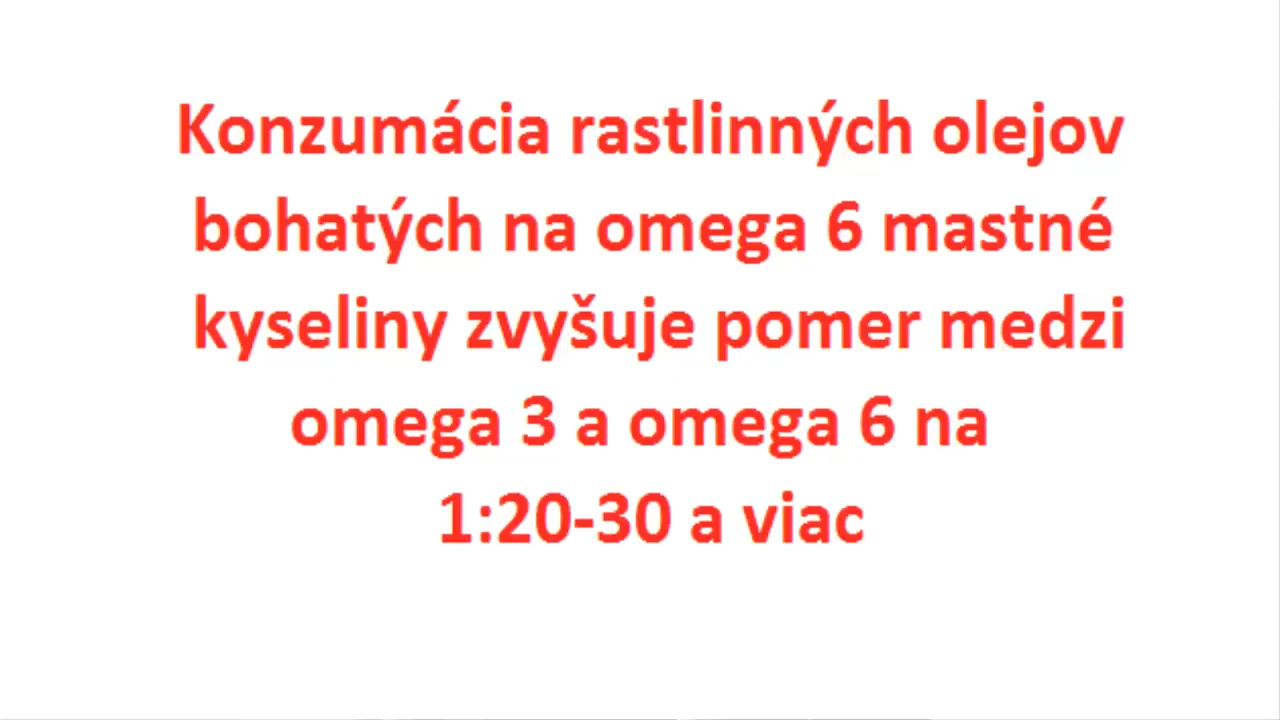 Konzumácia rastlinných olejov
bohatých na omega 6 mastné
kyseliny zvyšuje pomer medzi
omega 3 a omega 6 na
1:20-30 a viac